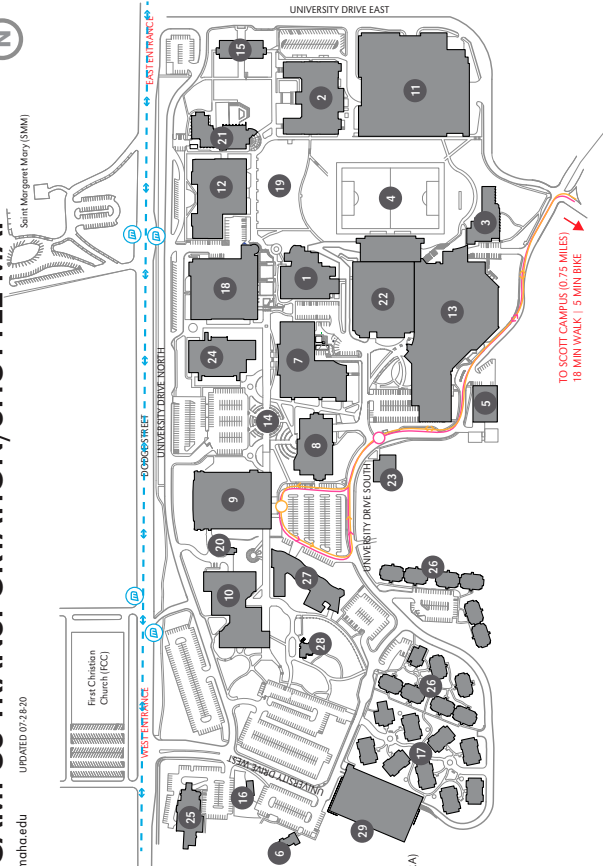 UNIVERSITY DRIVE EAST
EAST ENTRANCE
Saint Margaret Mary (SMM)
N
15
2
11
21
12
19
4
3
18
1
22
13
24
7
14
8
5
9
23
20
10
27
28
26
26
17
25
16
6
29
UNIVERSITY DRIVE NORTH
DODGE STREET
m
m
m
m
UNIVERSITY DRIVE SOUTH
TO SCOTT CAMPUS (0.75 MILES)
18 MIN WALK | 5 MIN BIKE
First Christian
Church (FCC)
WEST ENTRANCE
UNIVERSITY DRIVE WEST
UPDATED 07-28-20
maha.edu
A)